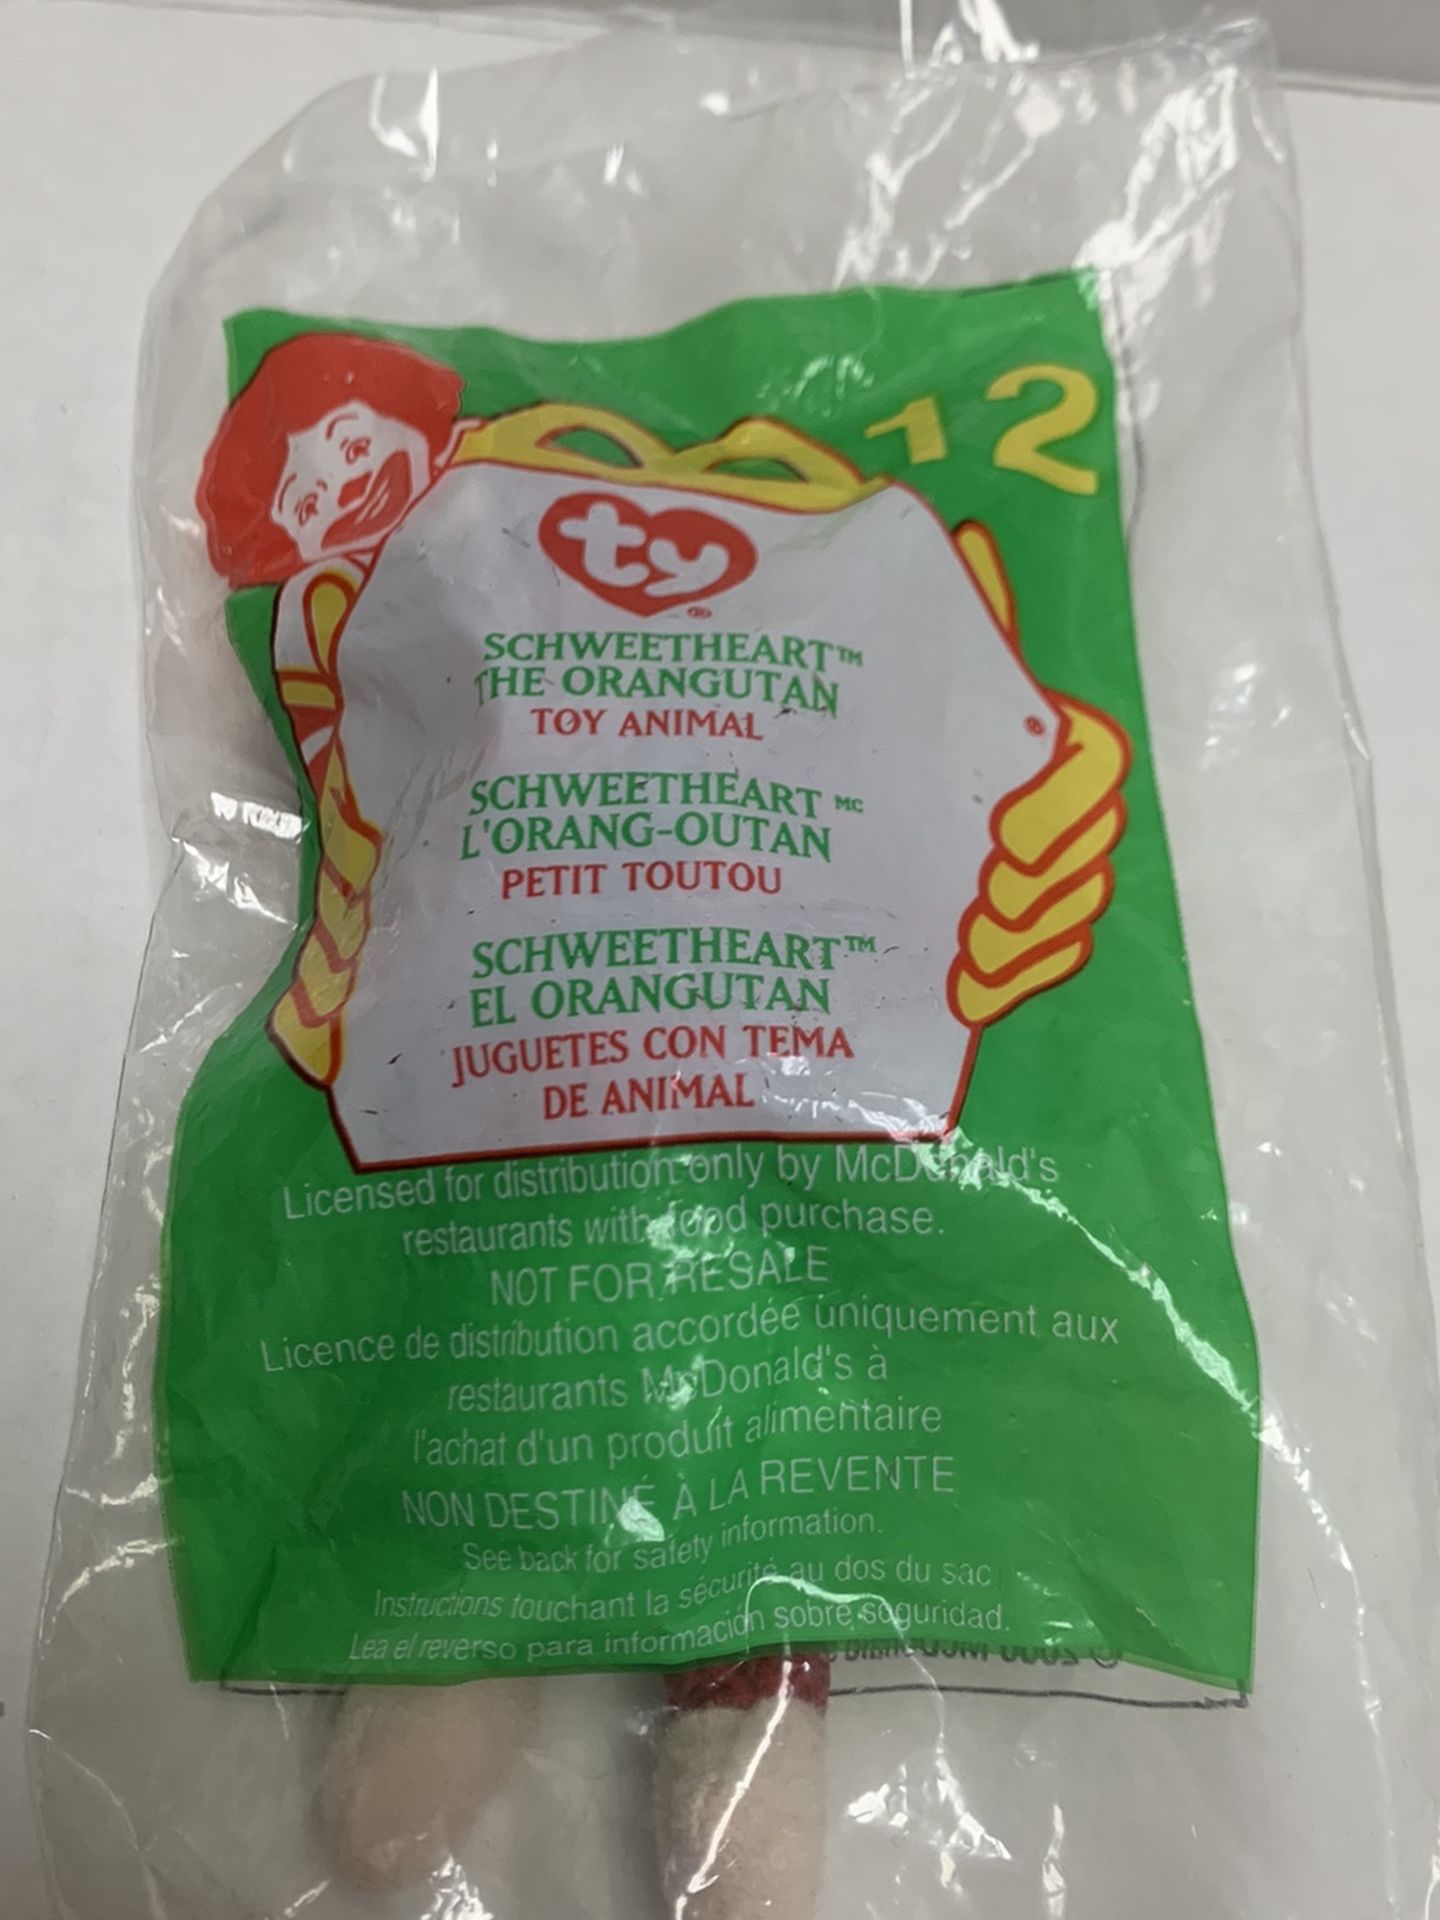 12
ty®
SCHWEETHEART™
THE ORANGUTAN
TOY ANIMAL
®
SCHWEETHEART MC
L'ORANG-OUTAN
PETIT TOUTOU
SCHWEETHEART™
EL ORANGUTAN
JUGUETES CON TEMA
DE ANIMAL
Licensed for distribution only by McDonald's
restaurants with food purchase.
NOT FOR RESALE
Licence de distribution accordée uniquement aux
restaurants McDonald's à
l'achat d'un produit alimentaire
NON DESTINÉ À LA REVENTE
See back for safety information.
Instructions touchant la sécurité au dos du sac
Lea el reverso para información sobre soguridad.
© 2000 McDonald's